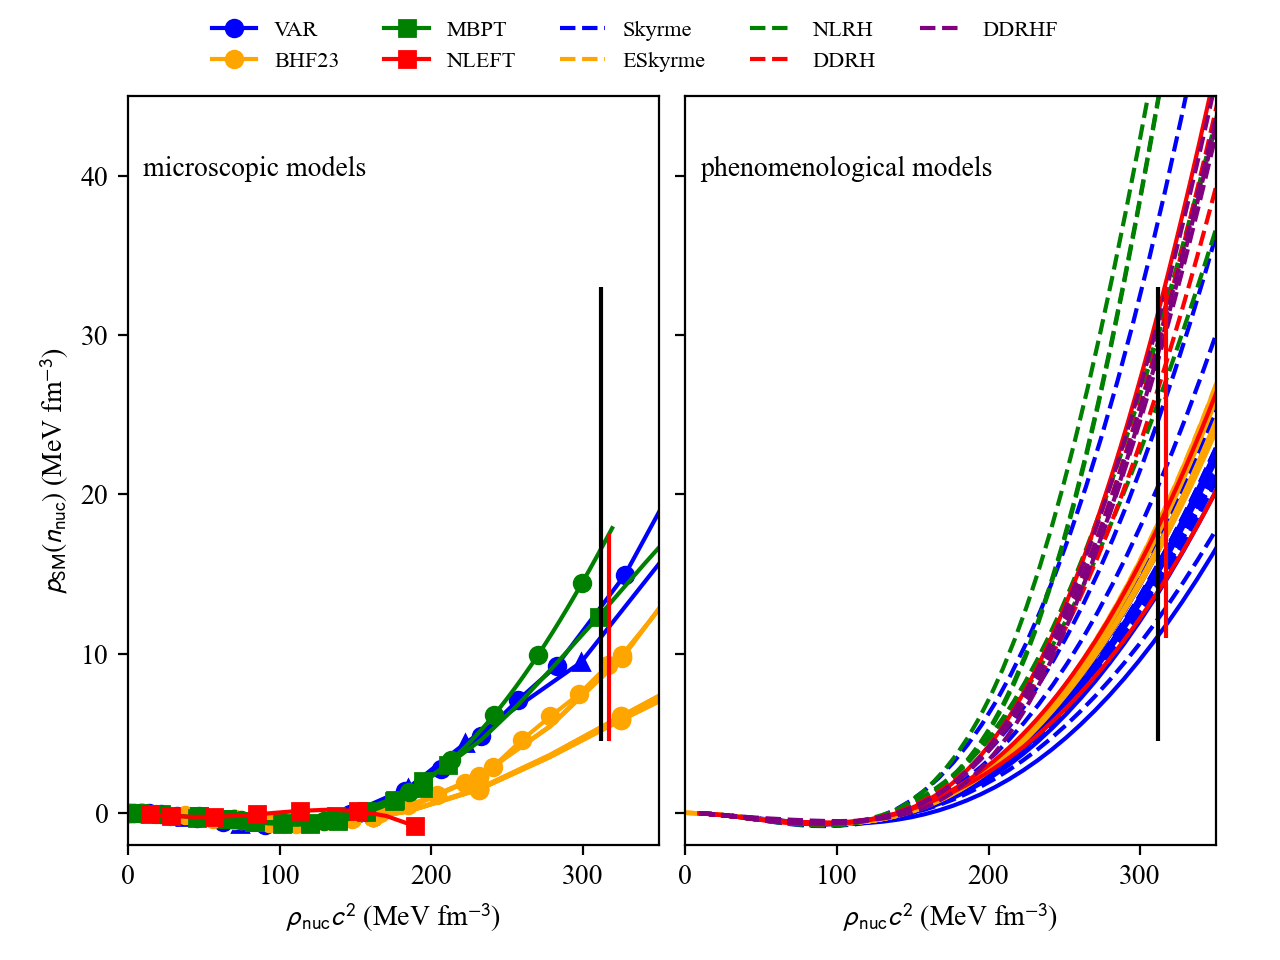 VAR MBPT Skyrme NLRH DDRHF
BHF23 NLEFT ESkyrme DDRH
microscopic models phenomenological models
40
30
20
10
0
p_SM(n_nuc) (MeV fm⁻³)
0 100 200 300 0 100 200 300
ρ_nuc c² (MeV fm⁻³) ρ_nuc c² (MeV fm⁻³)